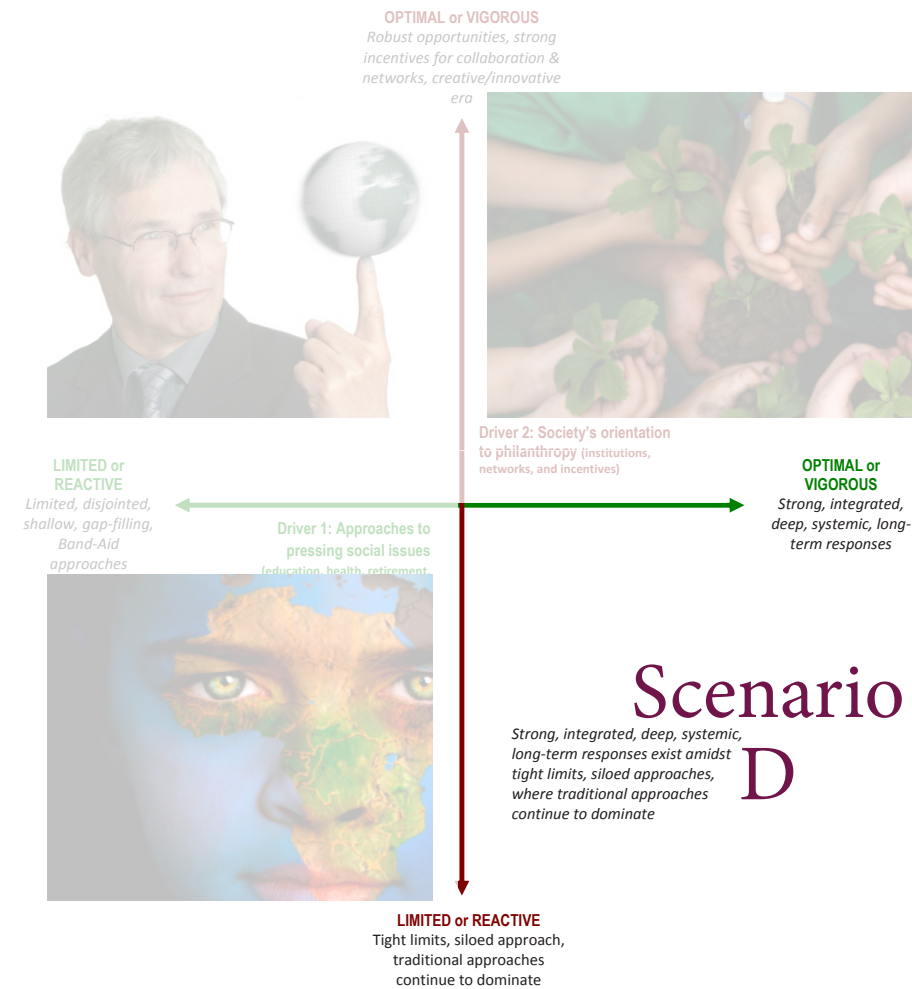 OPTIMAL or VIGOROUS
Robust opportunities, strong
incentives for collaboration &
networks, creative/innovative
era
Driver 2: Society's orientation
to philanthropy (institutions,
networks, and incentives)
LIMITED or
REACTIVE
Limited, disjointed,
shallow, gap-filling,
Band-Aid
approaches
OPTIMAL or
VIGOROUS
Strong, integrated,
deep, systemic, long-
term responses
Driver 1: Approaches to
pressing social issues
(education, health, retirement,
Scenario
D
Strong, integrated, deep, systemic,
long-term responses exist amidst
tight limits, siloed approaches,
where traditional approaches
continue to dominate
LIMITED or REACTIVE
Tight limits, siloed approach,
traditional approaches
continue to dominate